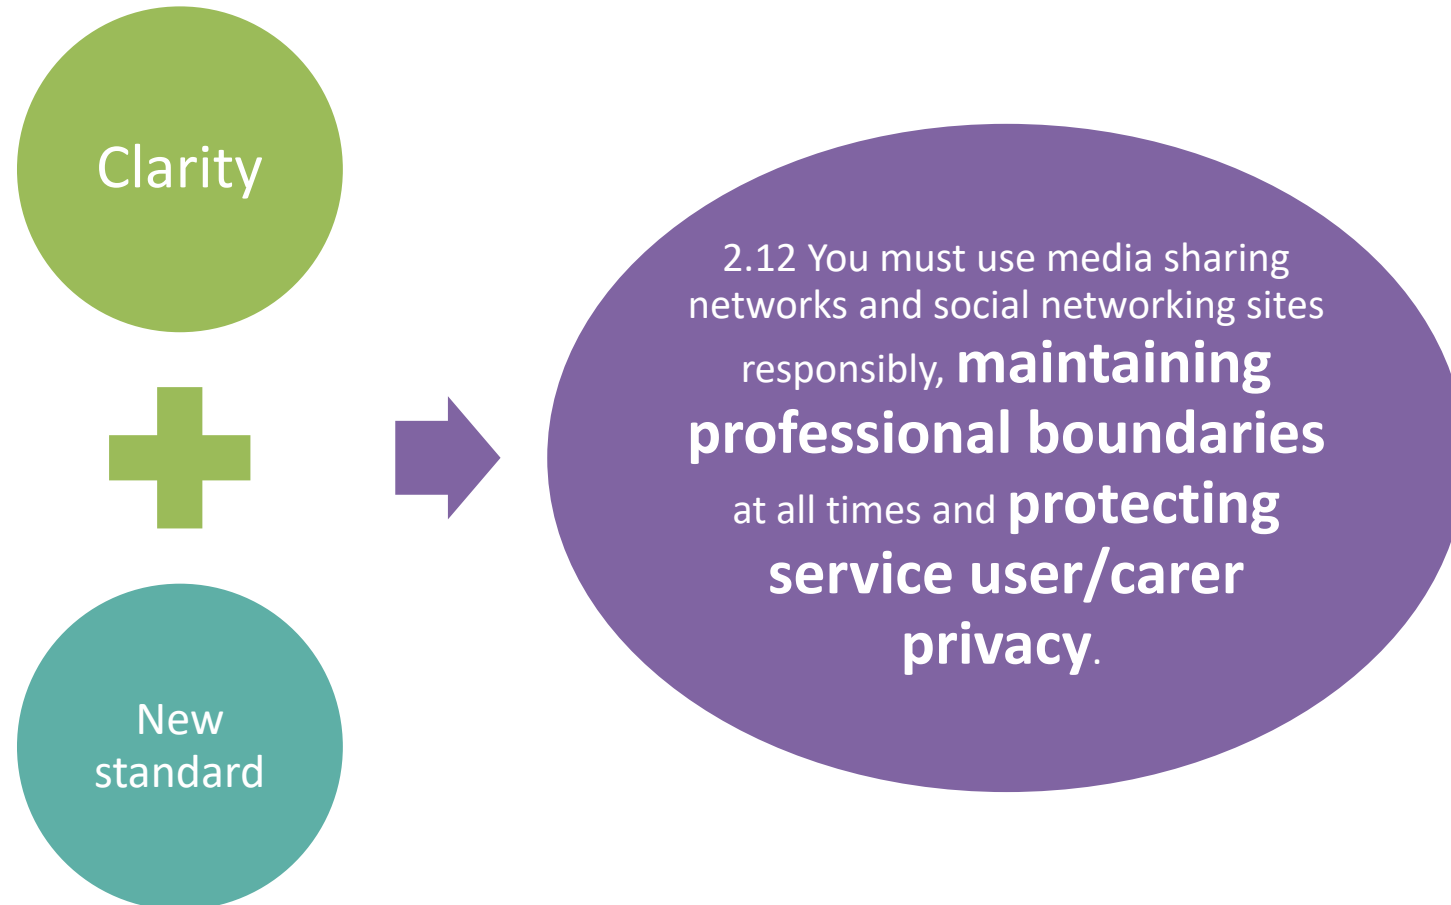 Clarity
New
standard
2.12 You must use media sharing
networks and social networking sites
responsibly, maintaining
professional boundaries
at all times and protecting
service user/carer
privacy.